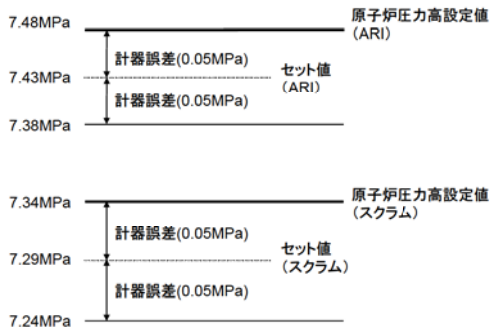 7.48MPa
原子炉圧力高設定値
(ARI)
計器誤差(0.05MPa)
7.43MPa
セット値
(ARI)
計器誤差(0.05MPa)
7.38MPa
7.34MPa
原子炉圧力高設定値
(スクラム)
計器誤差(0.05MPa)
7.29MPa
セット値
(スクラム)
計器誤差(0.05MPa)
7.24MPa